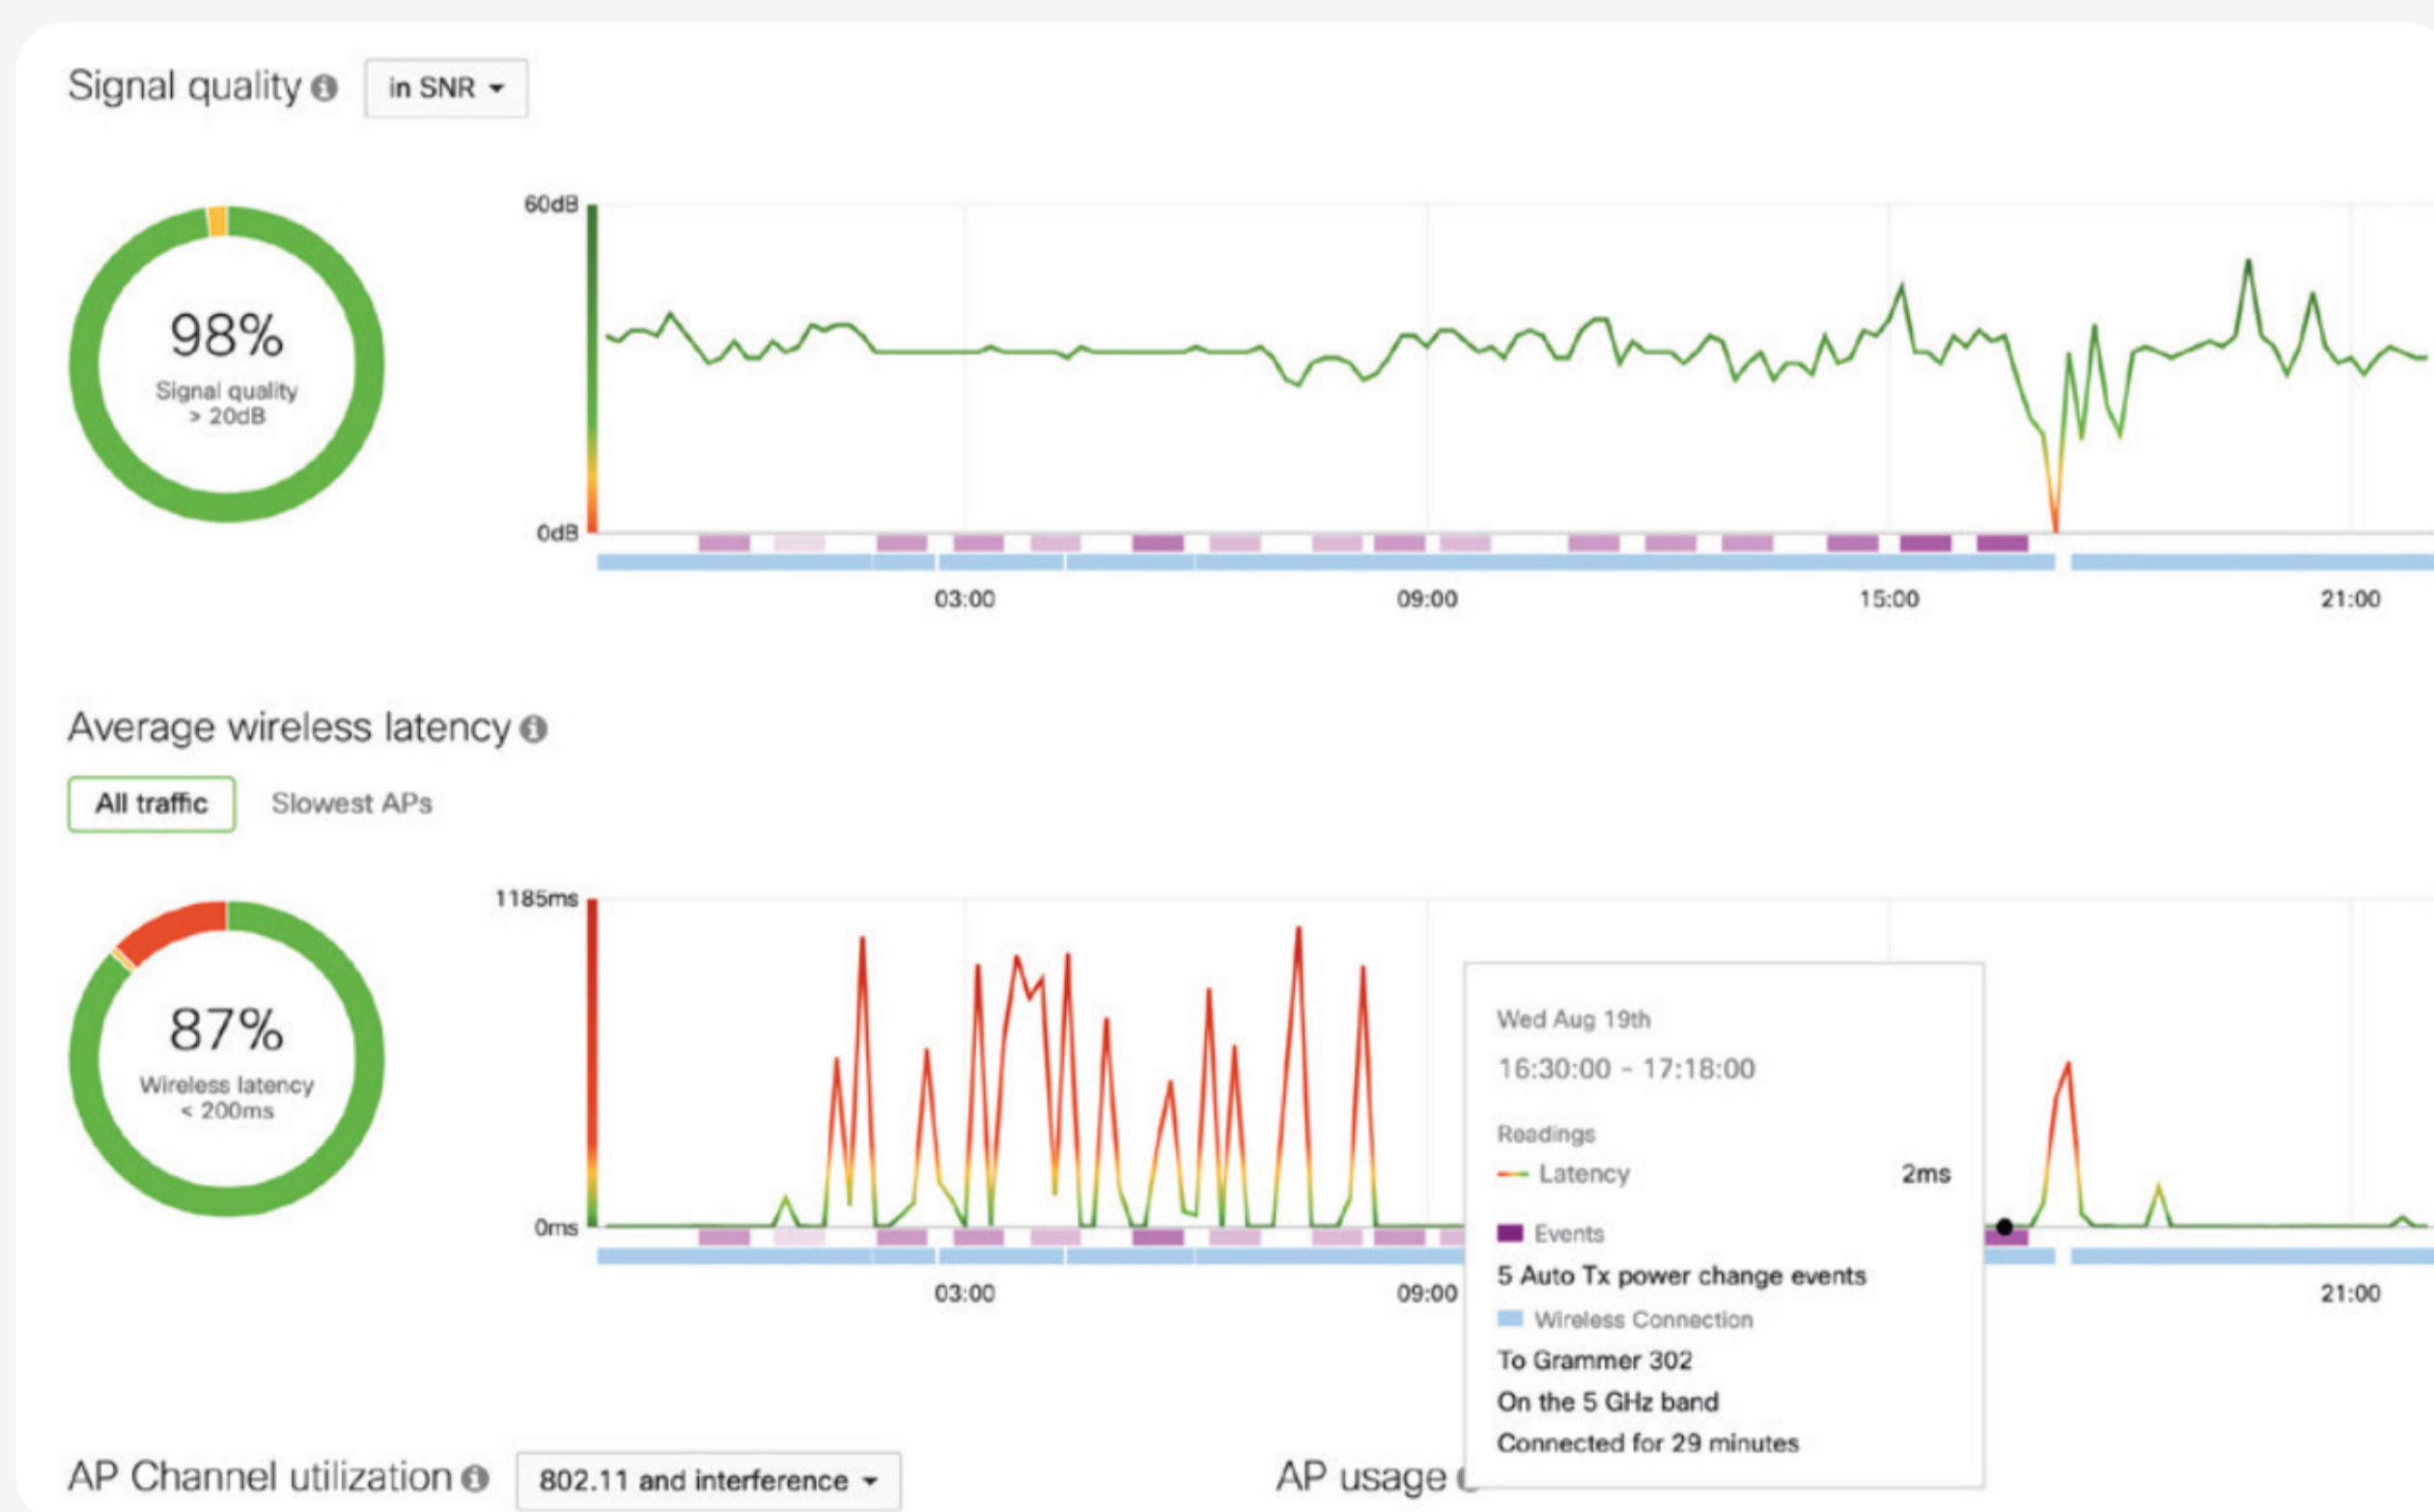 Signal quality
in SNR
60dB
98%
Signal quality
> 20dB
0dB
03:00 09:00 15:00 21:00
Average wireless latency
All traffic Slowest APs
1185ms
87%
Wireless latency
< 200ms
0ms
03:00 09:00 21:00
Wed Aug 19th
16:30:00 - 17:18:00
Readings
Latency 2ms
Events
5 Auto Tx power change events
Wireless Connection
To Grammer 302
On the 5 GHz band
Connected for 29 minutes
AP Channel utilization
802.11 and interference
AP usage